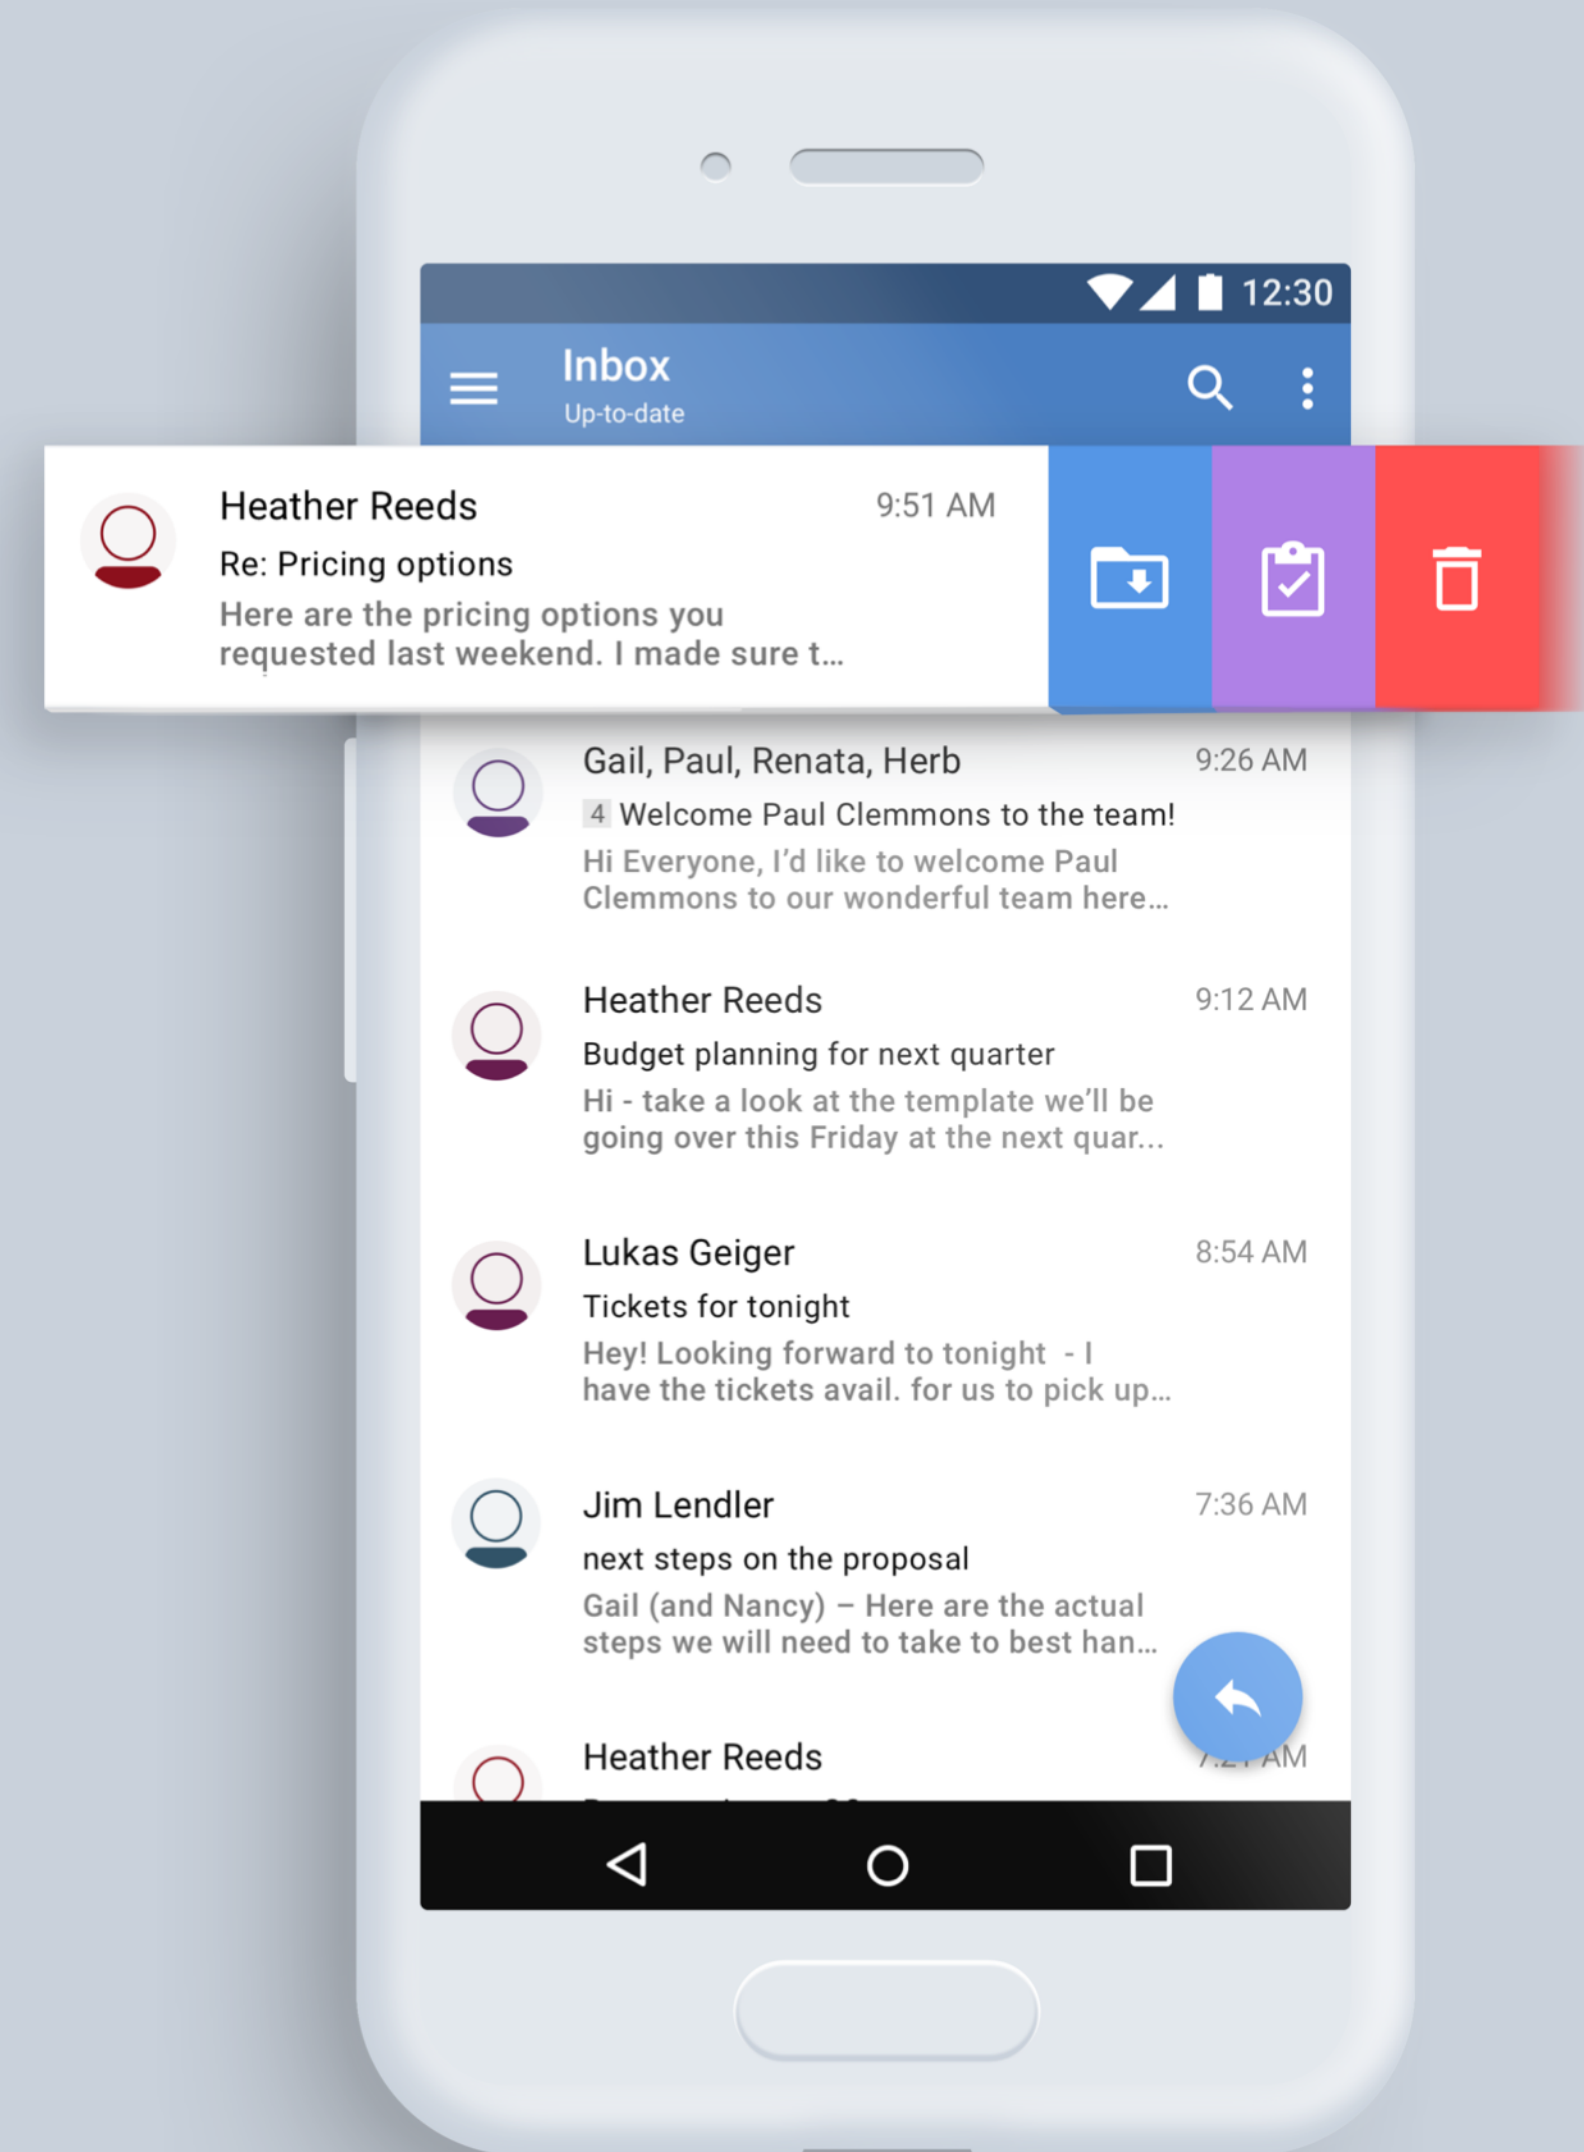 12:30
Inbox
Up-to-date
Heather Reeds 9:51 AM
Re: Pricing options
Here are the pricing options you
requested last weekend. I made sure t...
Gail, Paul, Renata, Herb 9:26 AM
4 Welcome Paul Clemmons to the team!
Hi Everyone, I’d like to welcome Paul
Clemmons to our wonderful team here...
Heather Reeds 9:12 AM
Budget planning for next quarter
Hi - take a look at the template we’ll be
going over this Friday at the next quar...
Lukas Geiger 8:54 AM
Tickets for tonight
Hey! Looking forward to tonight - I
have the tickets avail. for us to pick up...
Jim Lendler 7:36 AM
next steps on the proposal
Gail (and Nancy) – Here are the actual
steps we will need to take to best han...
Heather Reeds AM